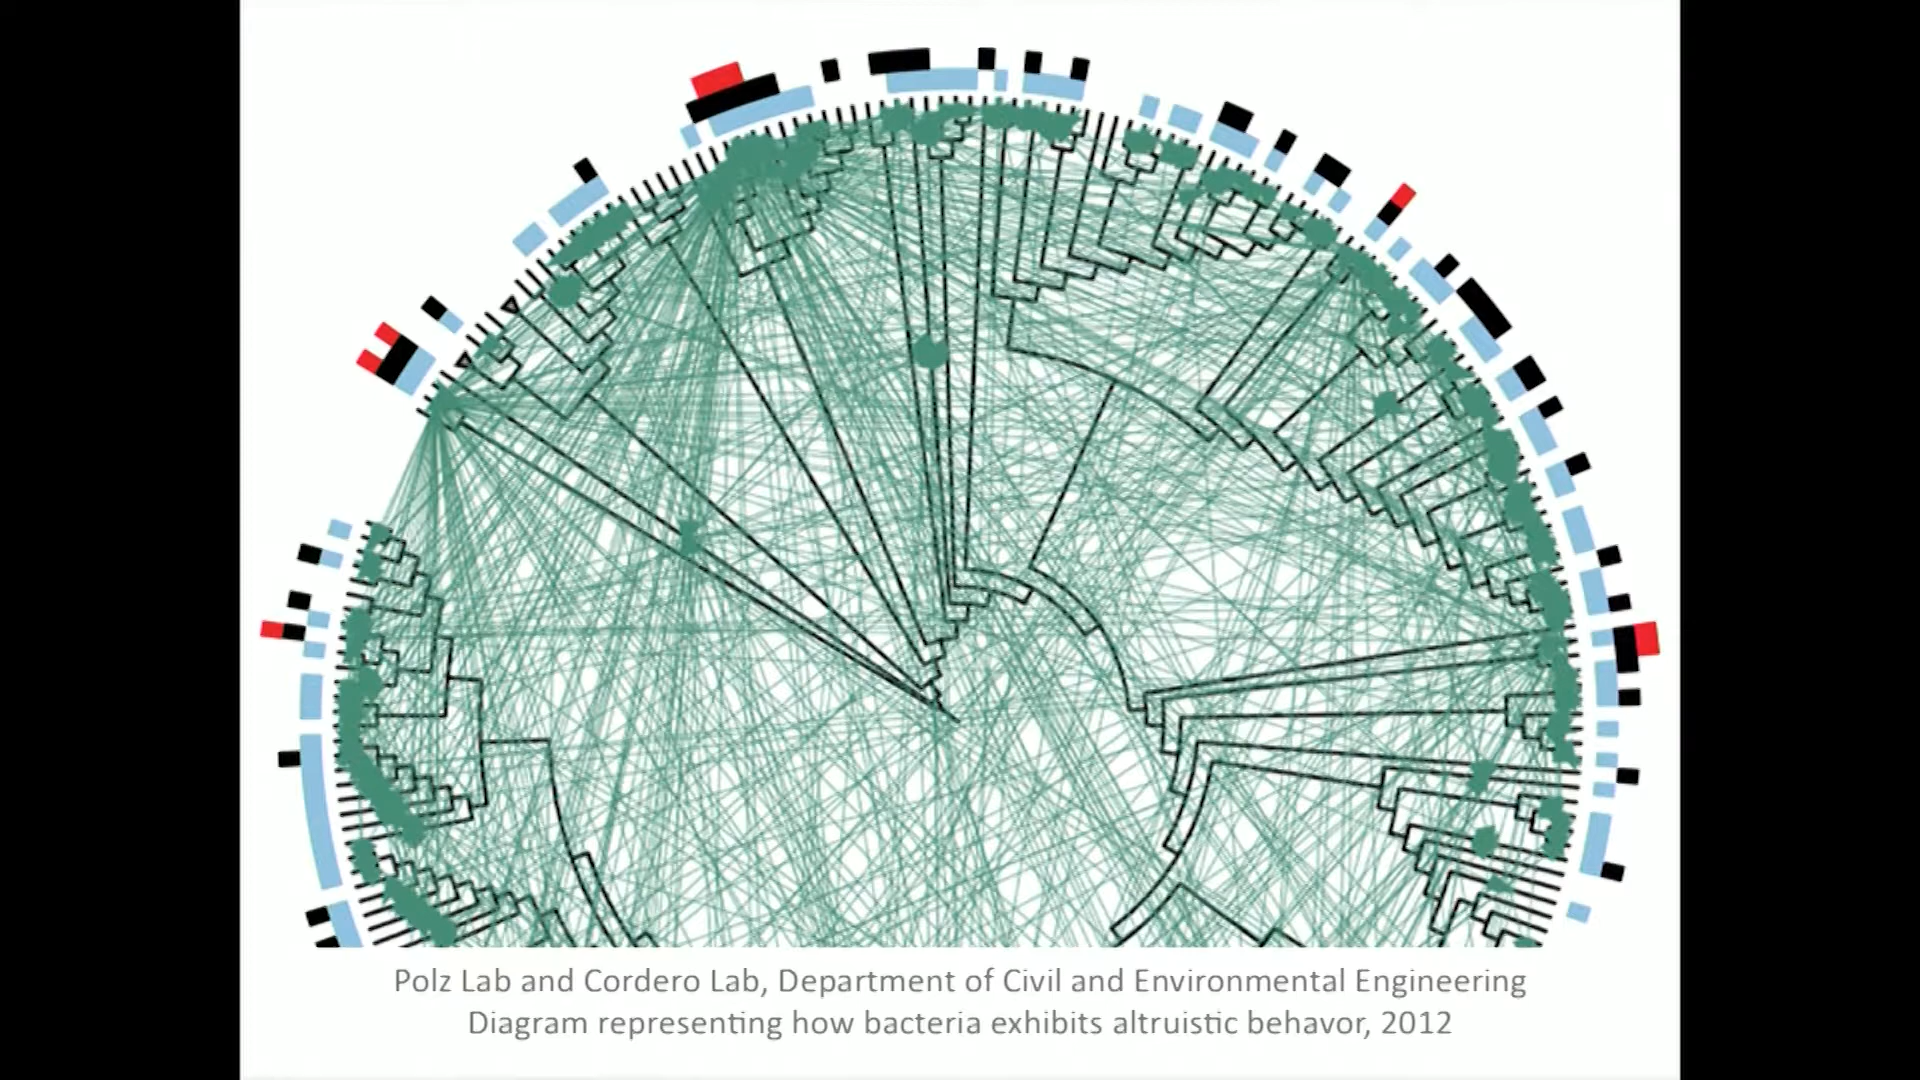 Polz Lab and Cordero Lab, Department of Civil and Environmental Engineering
Diagram representing how bacteria exhibits altruistic behavor, 2012